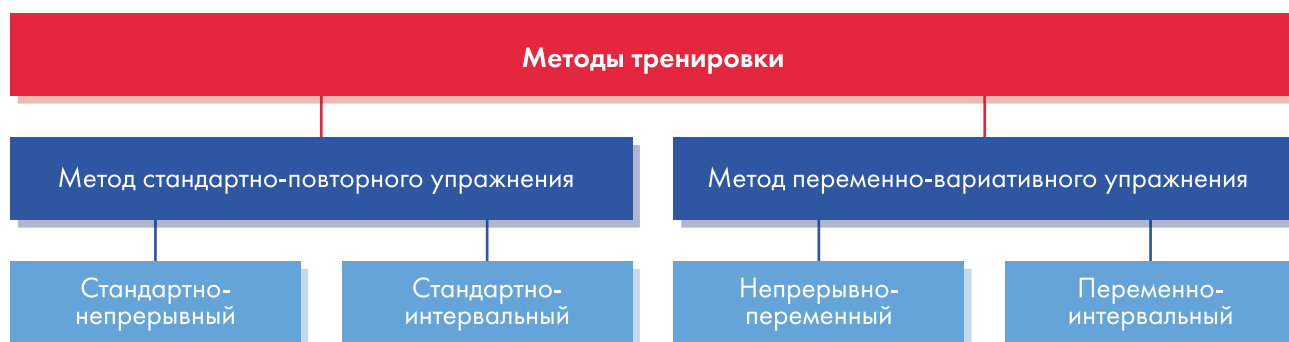 Методы тренировки
Метод стандартно-повторного упражнения
Метод переменно-вариативного упражнения
Стандартно-
непрерывный
Стандартно-
интервальный
Непрерывно-
переменный
Переменно-
интервальный